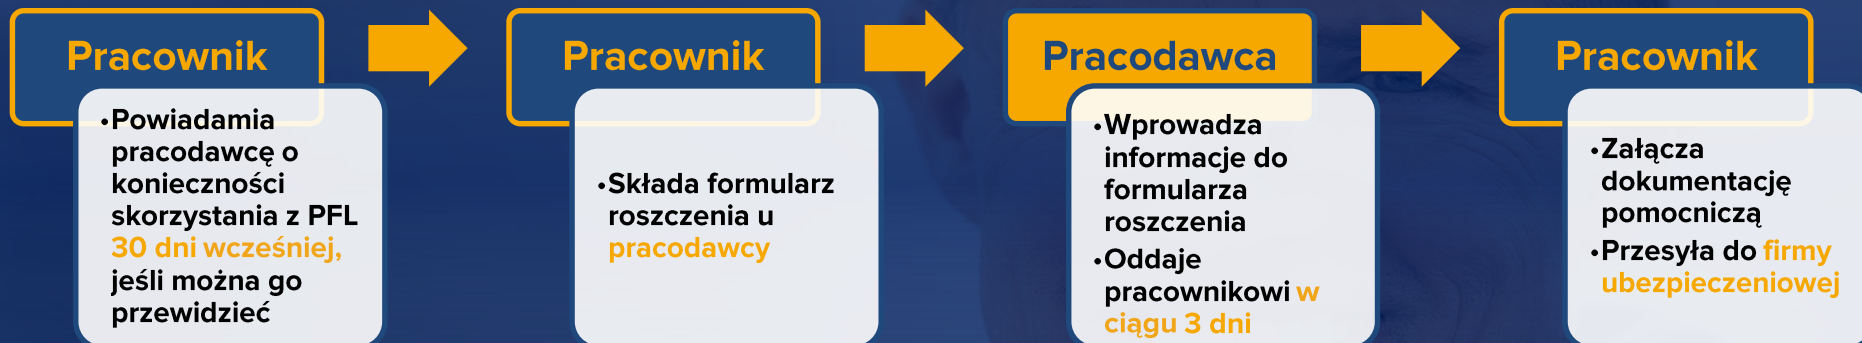 Pracownik
•Powiadamia
pracodawcę o
konieczności
skorzystania z PFL
30 dni wcześniej,
jeśli można go
przewidzieć
Pracownik
•Składa formularz
roszczenia u
pracodawcy
Pracodawca
•Wprowadza
informacje do
formularza
roszczenia
•Oddaje
pracownikowi w
ciągu 3 dni
Pracownik
•Załącza
dokumentację
pomocniczą
•Przesyła do firmy
ubezpieczeniowej